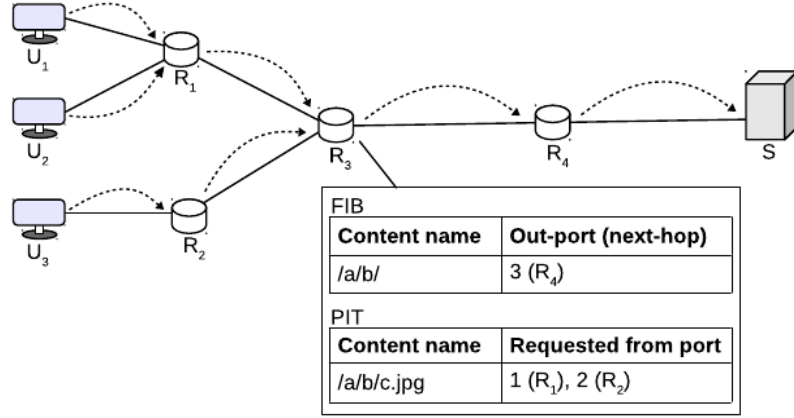 U1
R1
U2
R3
R4
S
U3
R2
FIB
Content name Out-port (next-hop)
/a/b/ 3 (R4)
PIT
Content name Requested from port
/a/b/c.jpg 1 (R1), 2 (R2)